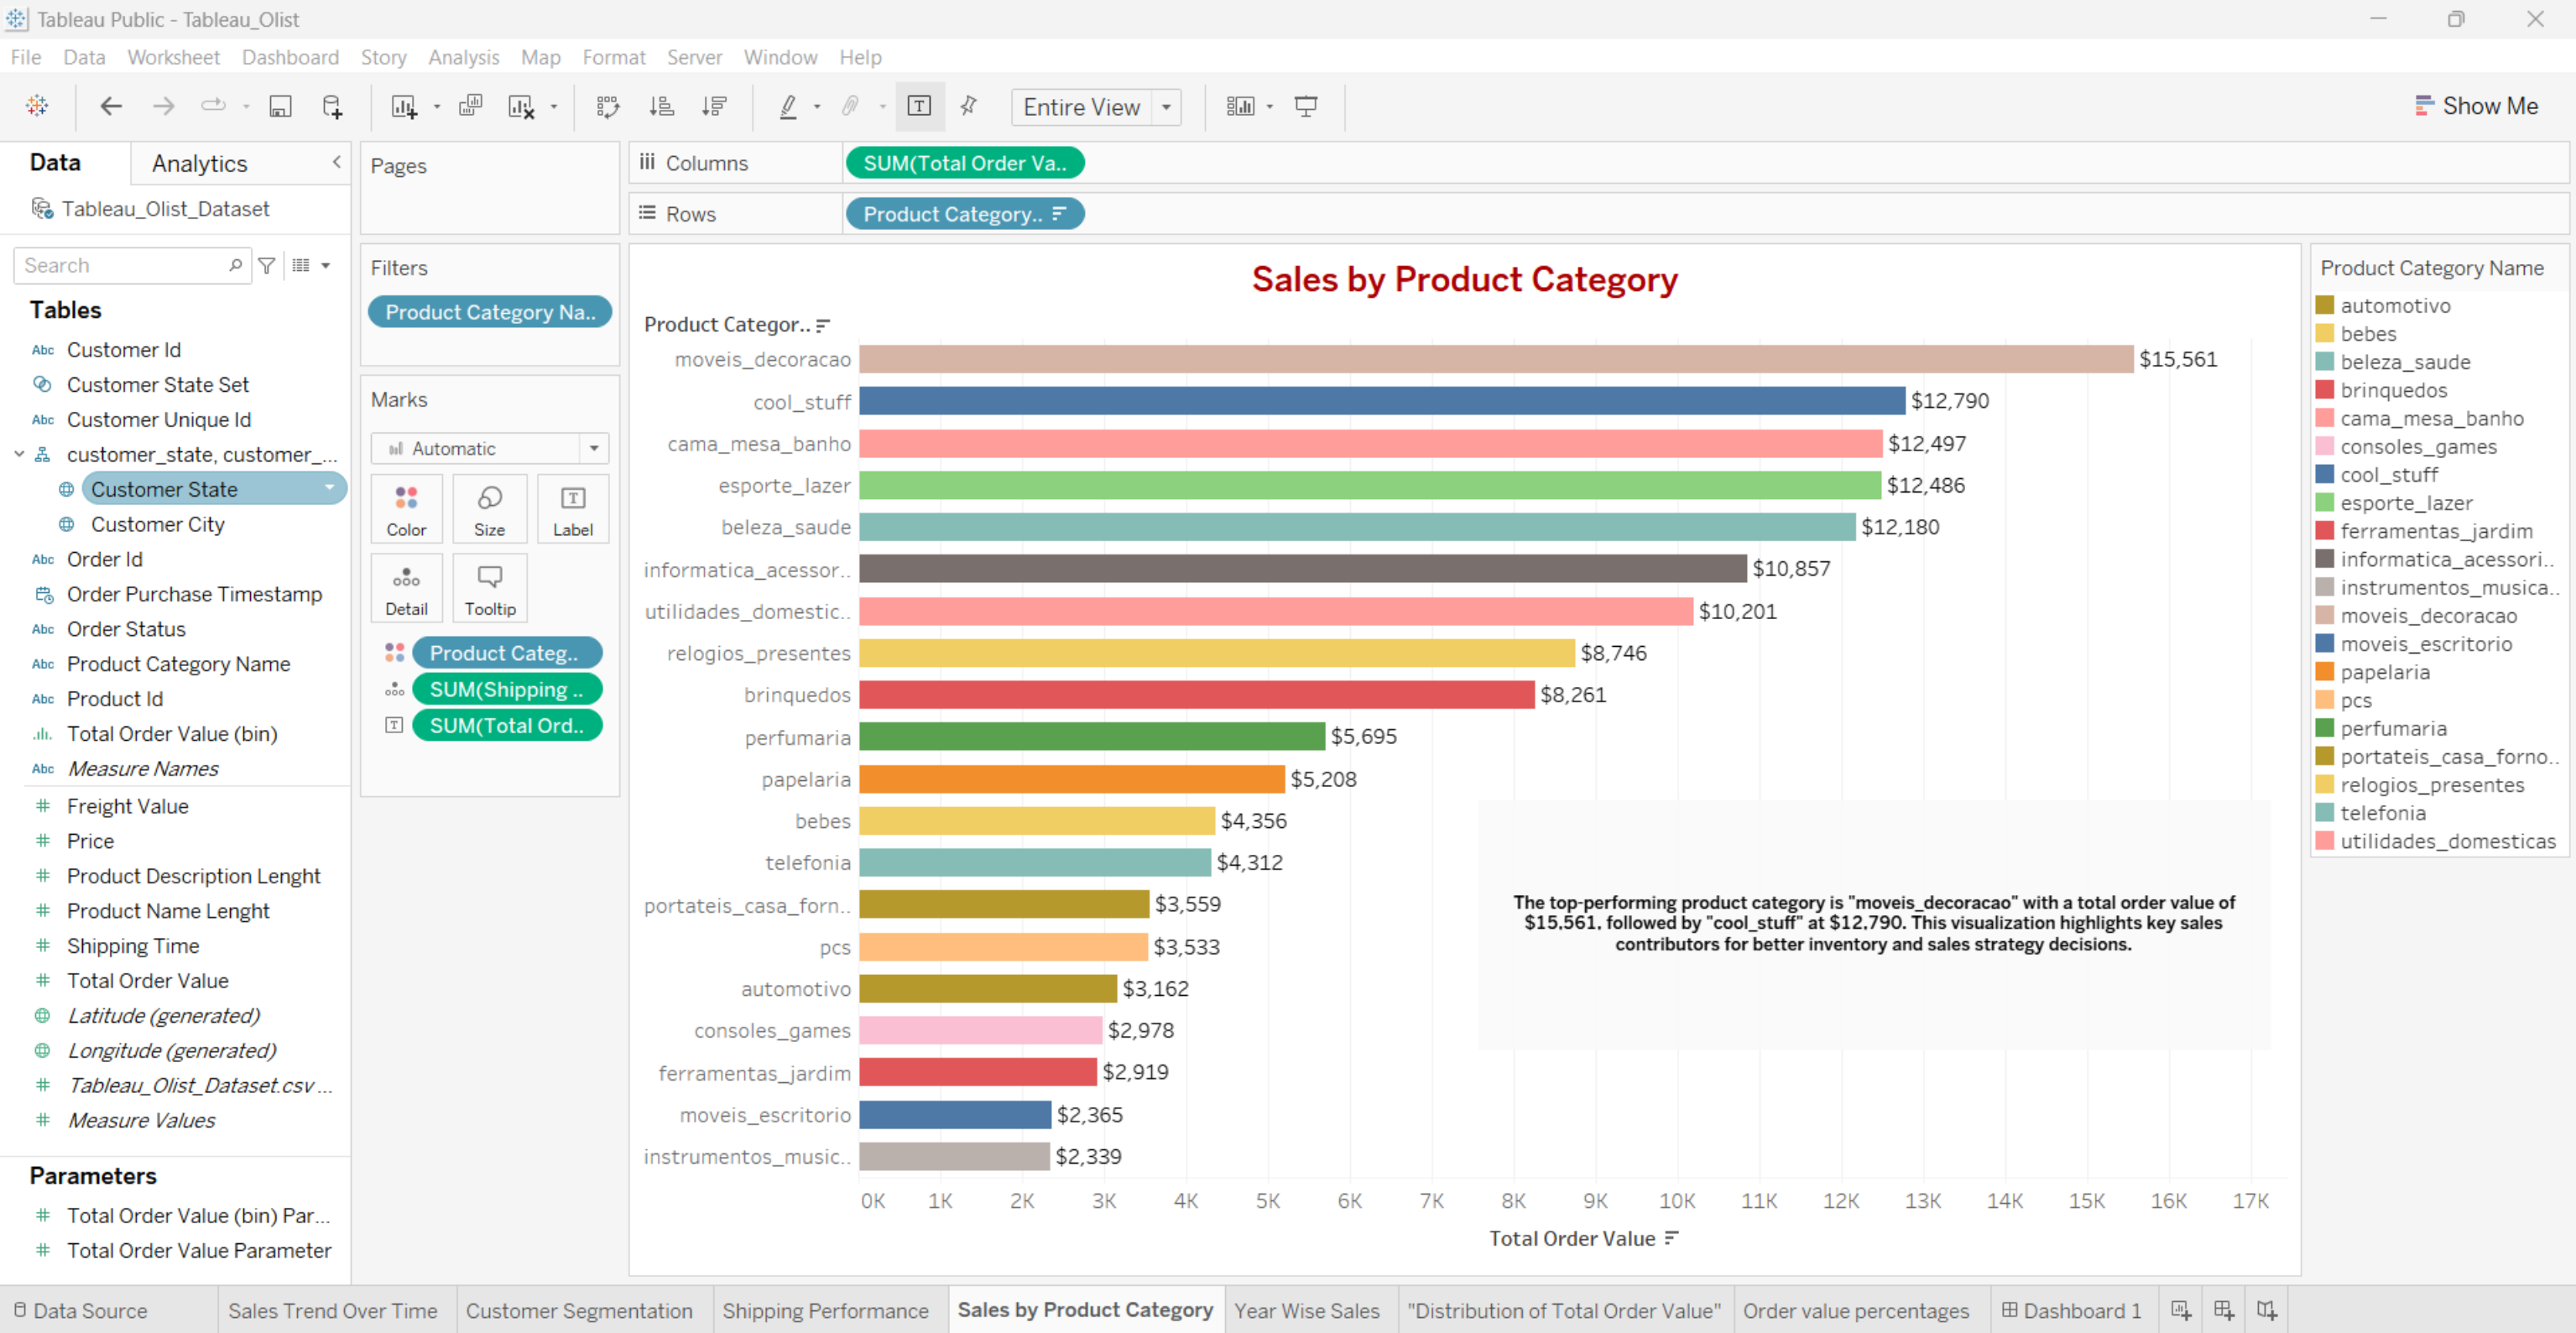 Tableau Public - Tableau_Olist
File Data Worksheet Dashboard Story Analysis Map Format Server Window Help
Entire View
Show Me
Data Analytics
Tableau_Olist_Dataset
Search
Tables
Abc Customer Id
Customer State Set
Abc Customer Unique Id
customer_state, customer_...
Customer State
Customer City
Abc Order Id
Order Purchase Timestamp
Abc Order Status
Abc Product Category Name
Abc Product Id
Total Order Value (bin)
Abc Measure Names
# Freight Value
# Price
# Product Description Lenght
# Product Name Lenght
# Shipping Time
# Total Order Value
Latitude (generated)
Longitude (generated)
# Tableau_Olist_Dataset.csv ...
# Measure Values
Parameters
# Total Order Value (bin) Par...
# Total Order Value Parameter
Pages
Filters
Product Category Na..
Marks
Automatic
Color Size Label
Detail Tooltip
Product Categ..
SUM(Shipping ..
SUM(Total Ord..
Columns SUM(Total Order Va..
Rows Product Category..
Sales by Product Category
Product Categor..
moveis_decoracao $15,561
cool_stuff $12,790
cama_mesa_banho $12,497
esporte_lazer $12,486
beleza_saude $12,180
informatica_acessor.. $10,857
utilidades_domestic.. $10,201
relogios_presentes $8,746
brinquedos $8,261
perfumaria $5,695
papelaria $5,208
bebes $4,356
telefonia $4,312
portateis_casa_forn.. $3,559
pcs $3,533
automotivo $3,162
consoles_games $2,978
ferramentas_jardim $2,919
moveis_escritorio $2,365
instrumentos_music.. $2,339
0K 1K 2K 3K 4K 5K 6K 7K 8K 9K 10K 11K 12K 13K 14K 15K 16K 17K
Total Order Value
The top-performing product category is "moveis_decoracao" with a total order value of
$15,561, followed by "cool_stuff" at $12,790. This visualization highlights key sales
contributors for better inventory and sales strategy decisions.
Product Category Name
automotivo
bebes
beleza_saude
brinquedos
cama_mesa_banho
consoles_games
cool_stuff
esporte_lazer
ferramentas_jardim
informatica_acessori..
instrumentos_musica..
moveis_decoracao
moveis_escritorio
papelaria
pcs
perfumaria
portateis_casa_forno..
relogios_presentes
telefonia
utilidades_domesticas
Data Source Sales Trend Over Time Customer Segmentation Shipping Performance Sales by Product Category Year Wise Sales "Distribution of Total Order Value" Order value percentages Dashboard 1